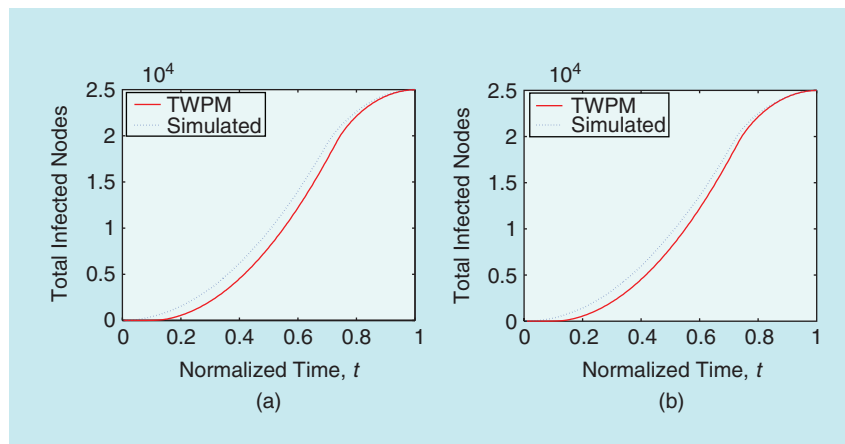 10^4
2.5
2
1.5
1
0.5
0
TWPM
Simulated
Total Infected Nodes
0 0.2 0.4 0.6 0.8 1
Normalized Time, t
(a)
10^4
2.5
2
1.5
1
0.5
0
TWPM
Simulated
Total Infected Nodes
0 0.2 0.4 0.6 0.8 1
Normalized Time, t
(b)